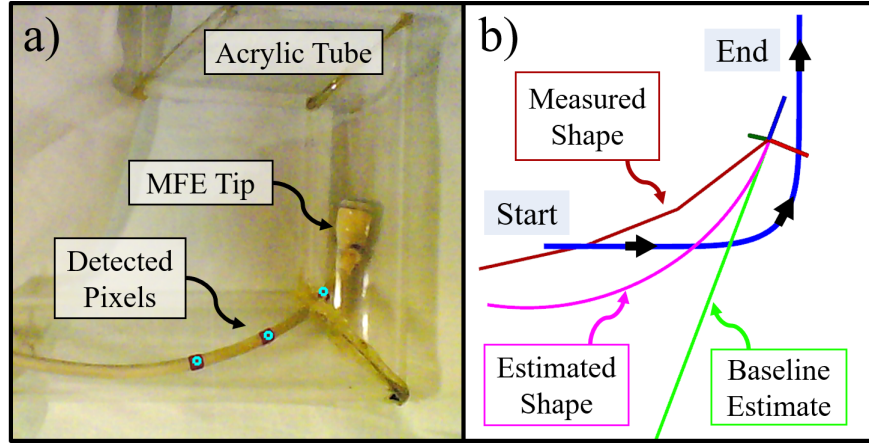 a)
Acrylic Tube
MFE Tip
Detected
Pixels
b)
End
Measured
Shape
Start
Estimated
Shape
Baseline
Estimate